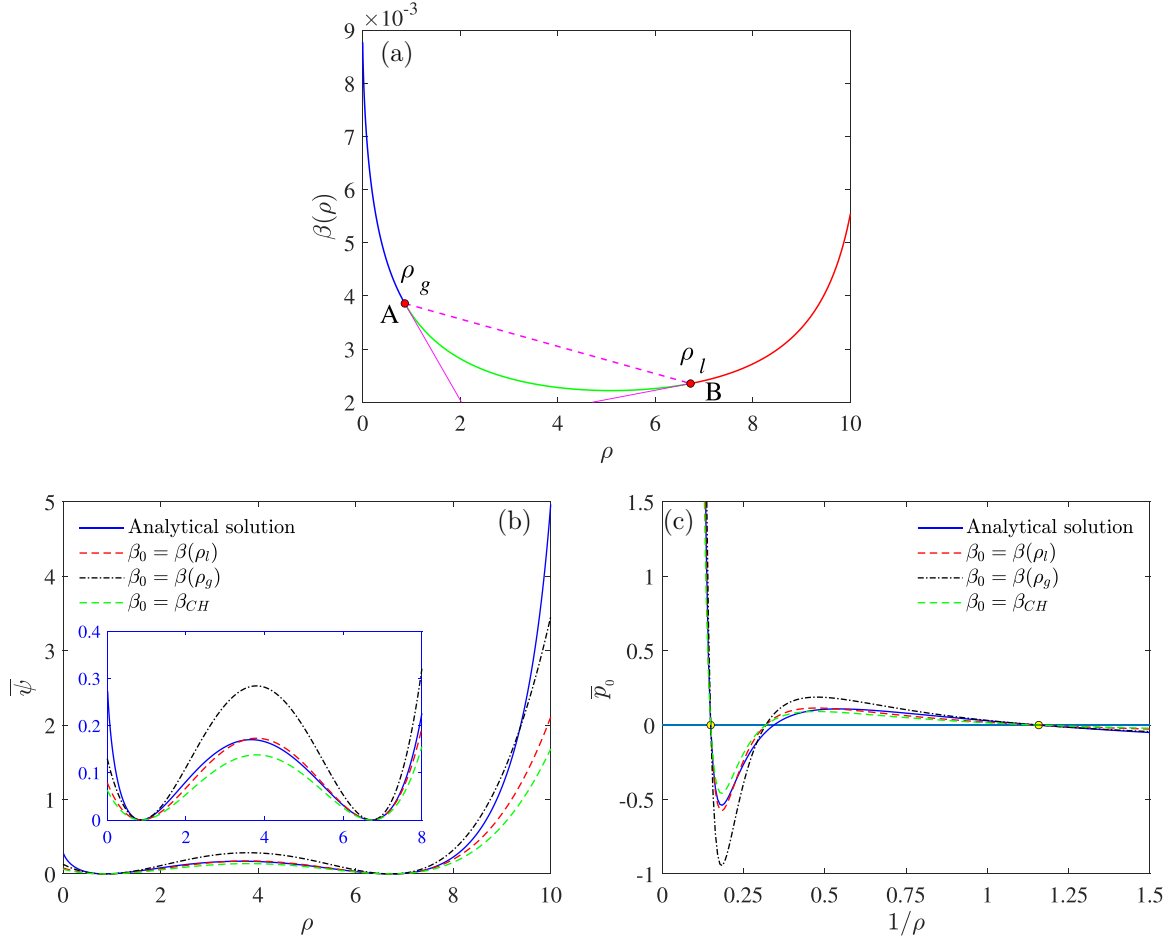 ×10⁻³
(a)
9
8
7
6
5
4
3
2
β(ρ)
ρ g
A
ρ l
B
0 2 4 6 8 10
ρ
(b)
Analytical solution
β₀ = β(ρₗ)
β₀ = β(ρ_g)
β₀ = β_CH
5
4
3
2
1
0
ψ̅
0.4
0.3
0.2
0.1
0
0 2 4 6 8
0 2 4 6 8 10
ρ
(c)
Analytical solution
β₀ = β(ρₗ)
β₀ = β(ρ_g)
β₀ = β_CH
1.5
1
0.5
0
-0.5
-1
p̅₀
0 0.25 0.5 0.75 1 1.25 1.5
1/ρ